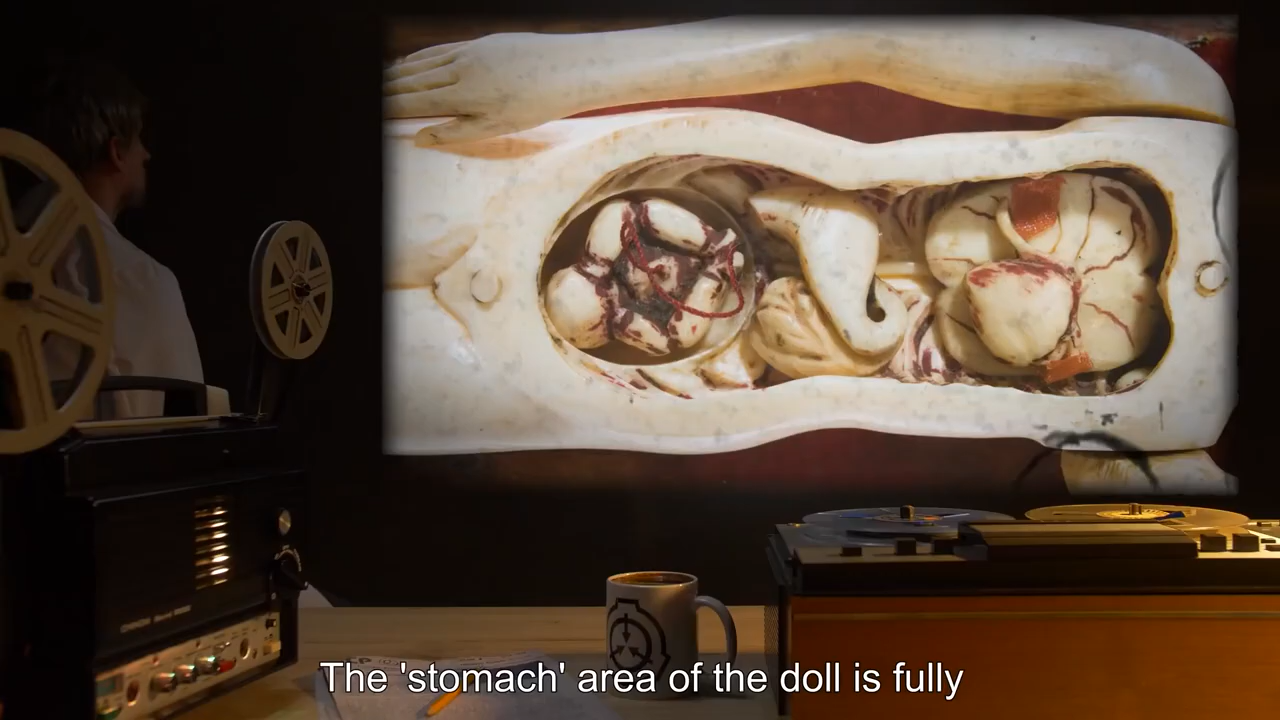 The 'stomach' area of the doll is fully